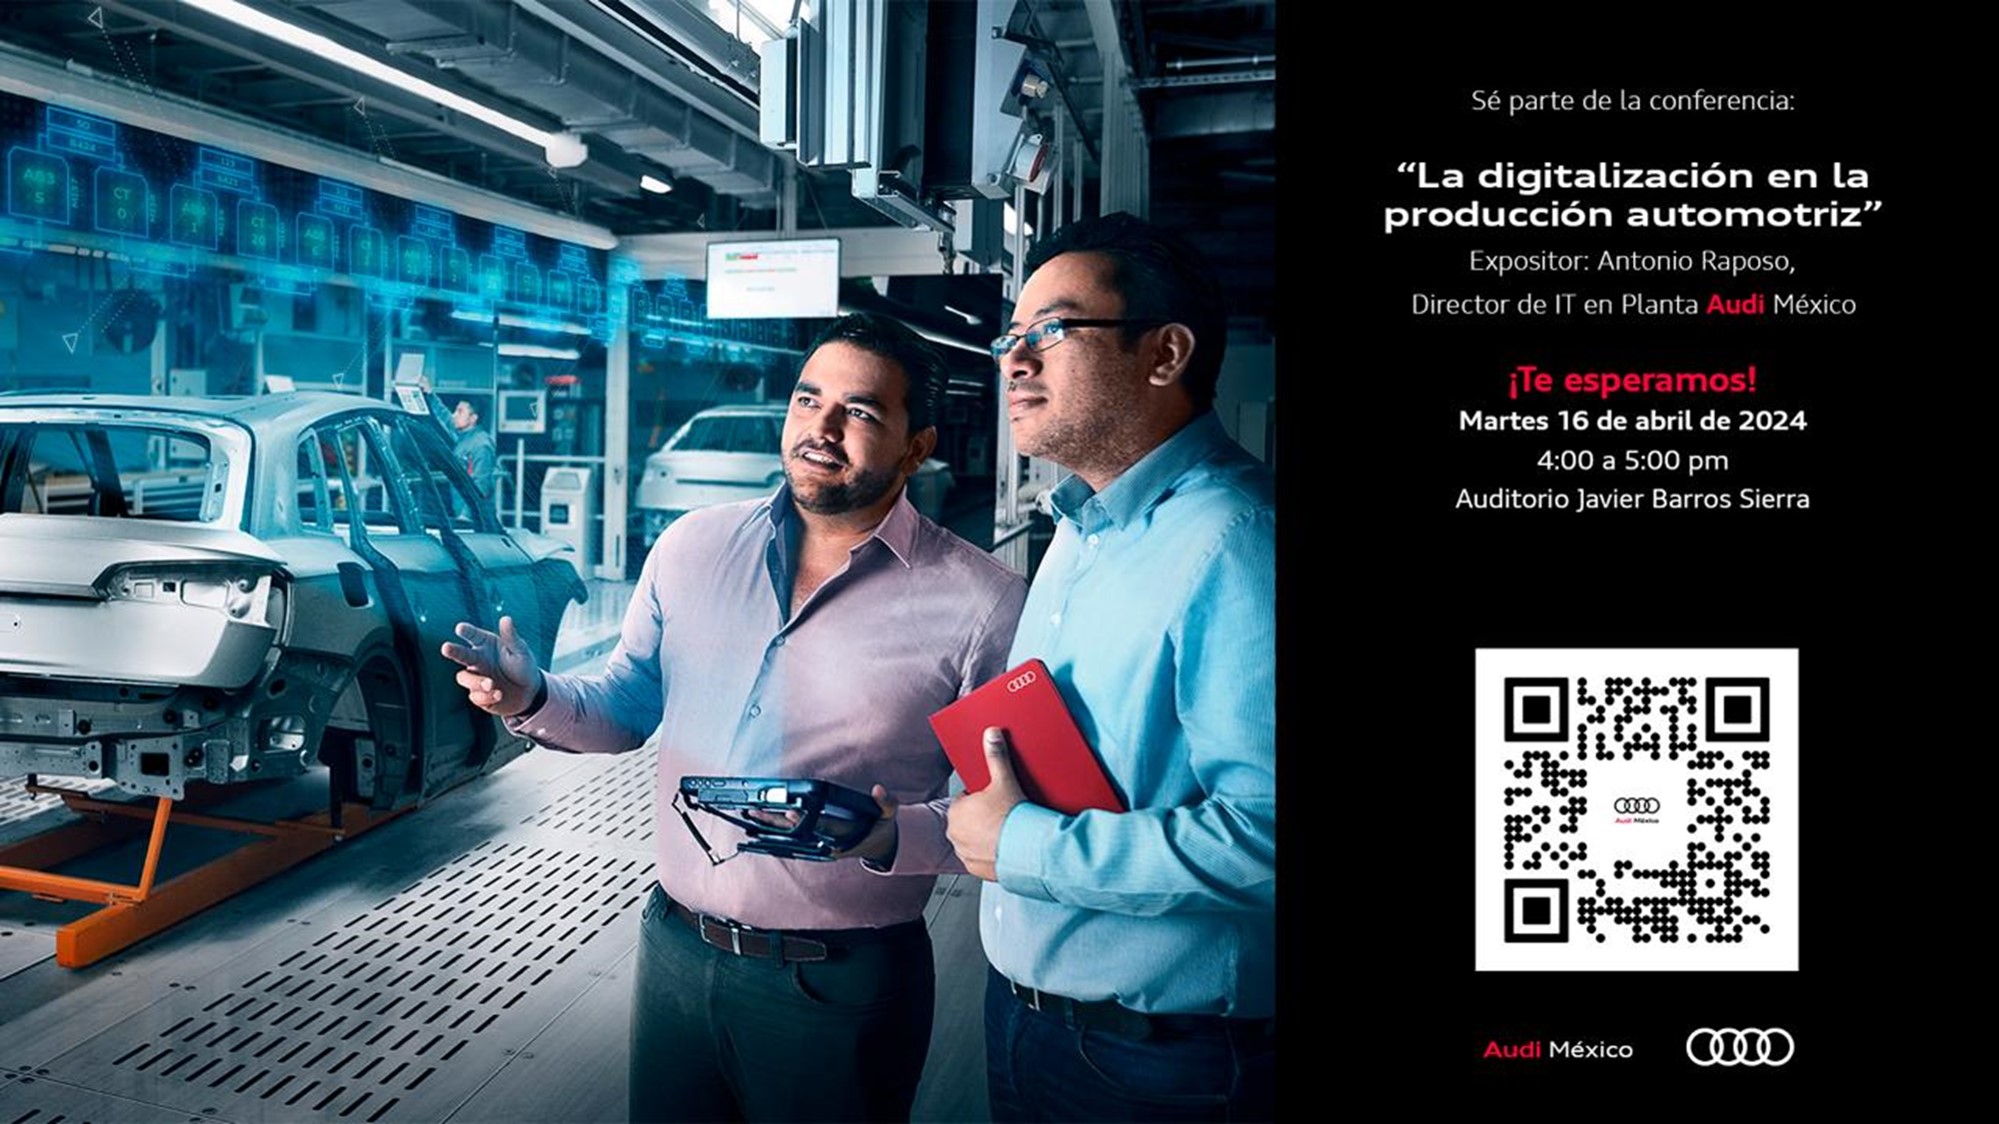 Sé parte de la conferencia:
“La digitalización en la
producción automotriz”
Expositor: Antonio Raposo,
Director de IT en Planta Audi México
¡Te esperamos!
Martes 16 de abril de 2024
4:00 a 5:00 pm
Auditorio Javier Barros Sierra
Audi México
Audi México